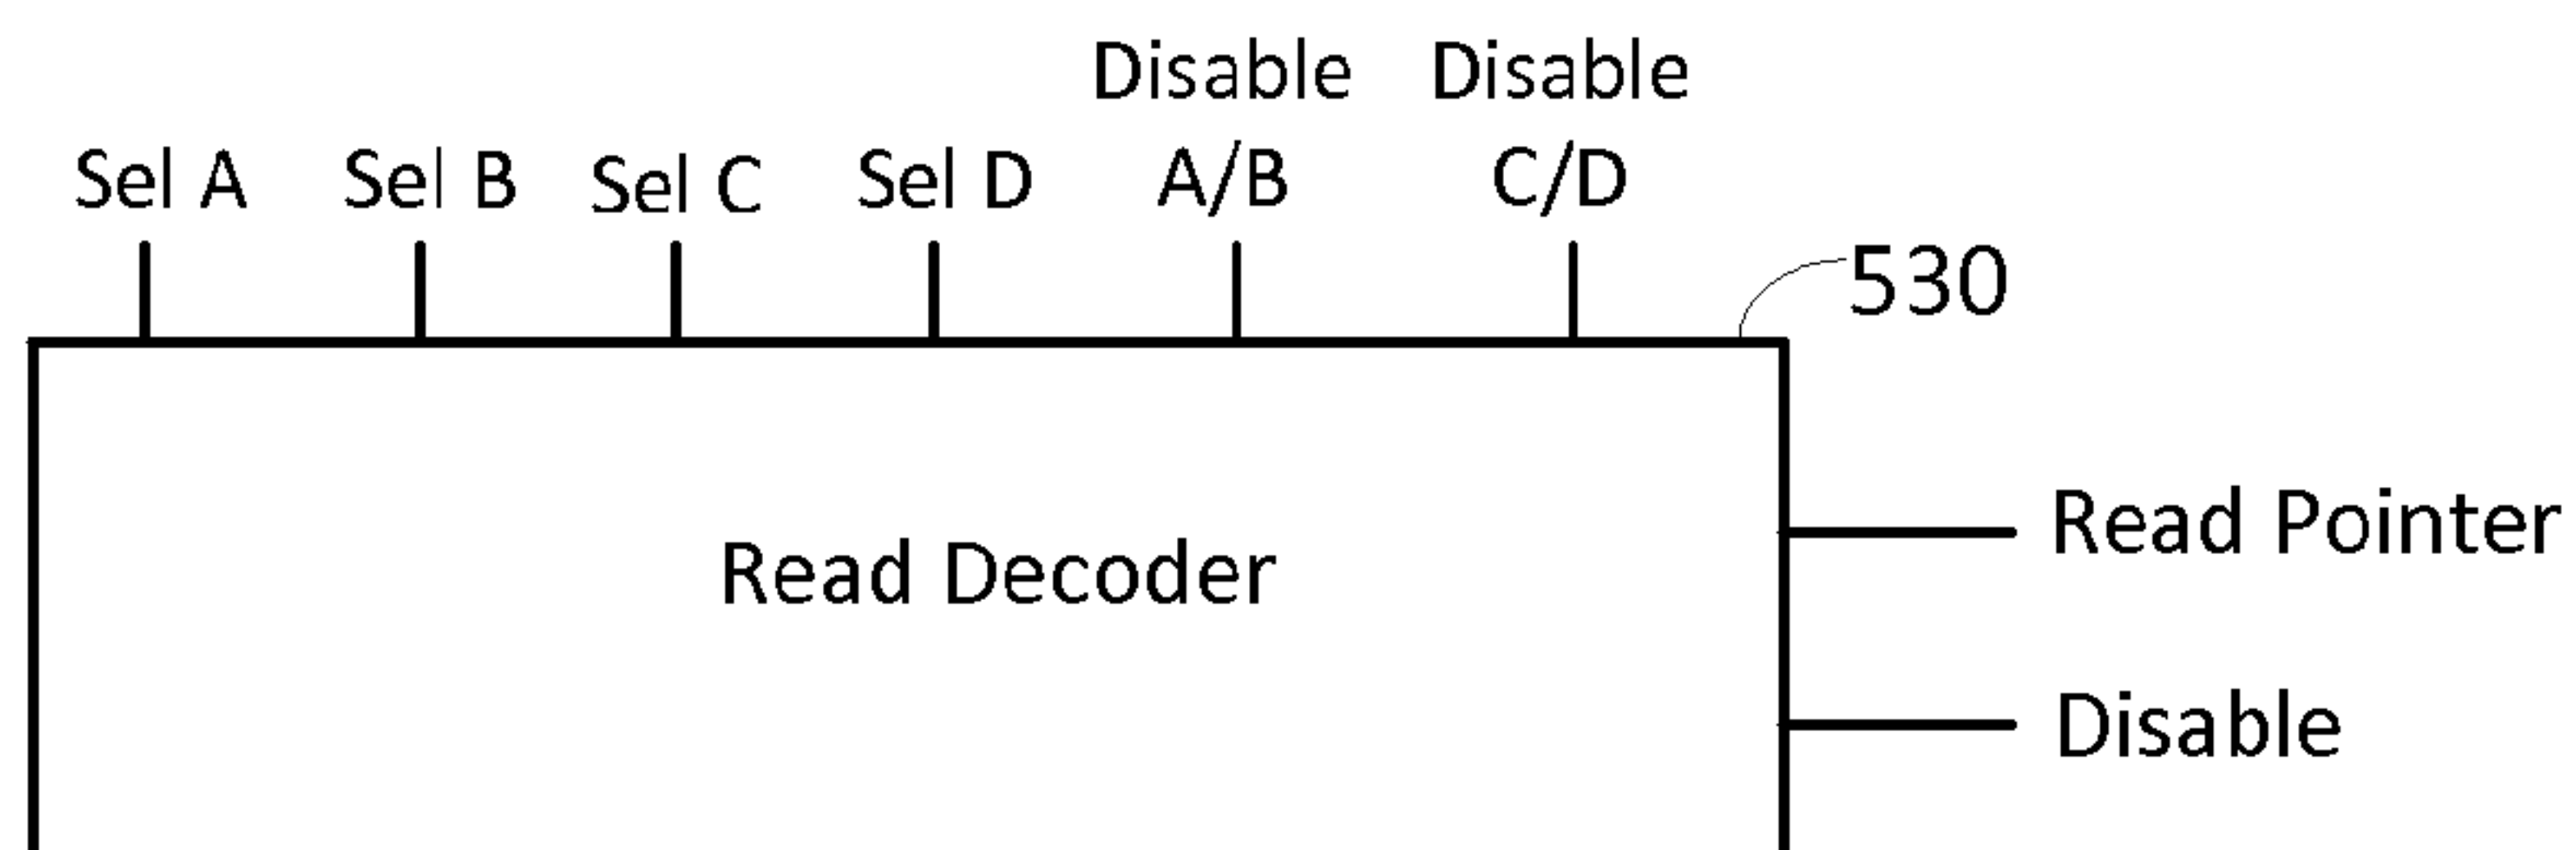 Disable Disable
Sel A Sel B Sel C Sel D A/B C/D
530
Read Pointer
Read Decoder
Disable